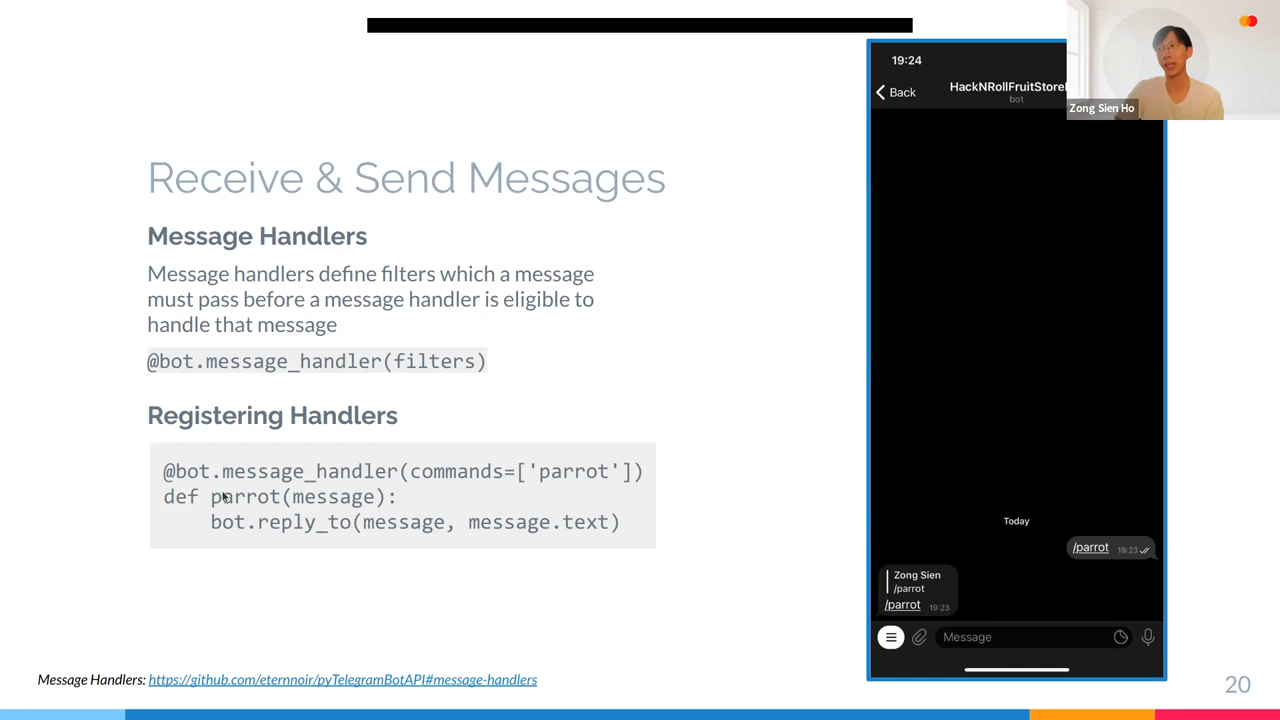 Receive & Send Messages
Message Handlers
Message handlers define filters which a message
must pass before a message handler is eligible to
handle that message
@bot.message_handler(filters)
Registering Handlers
@bot.message_handler(commands=['parrot'])
def parrot(message):
bot.reply_to(message, message.text)
Message Handlers: https://github.com/eternnoir/pyTelegramBotAPI#message-handlers
20
19:24
Back
HackNRollFruitStore
bot
Zong Sien Ho
Today
/parrot 19:23
Zong Sien
/parrot
/parrot 19:23
Message